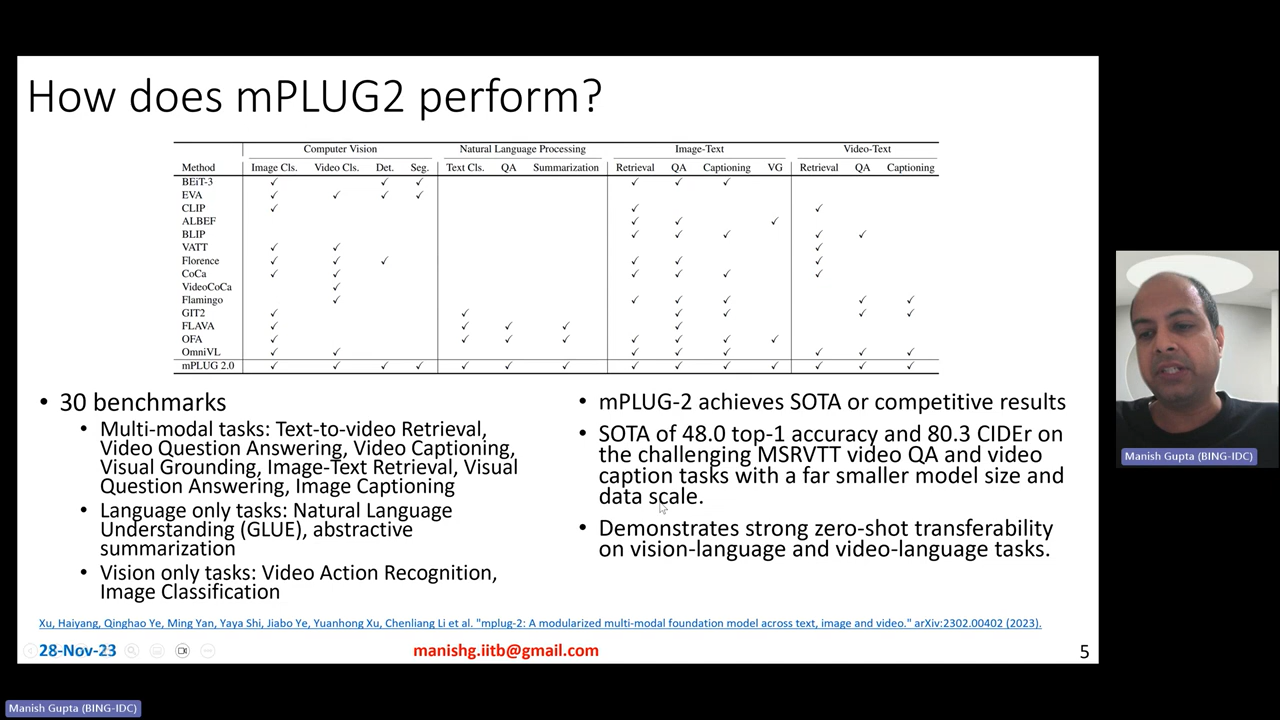 How does mPLUG2 perform?
Computer Vision Natural Language Processing Image-Text Video-Text
Method Image Cls. Video Cls. Det. Seg. Text Cls. QA Summarization Retrieval QA Captioning VG Retrieval QA Captioning
BEiT-3 ✓ ✓ ✓ ✓ ✓ ✓
EVA ✓ ✓ ✓ ✓
CLIP ✓ ✓ ✓
ALBEF ✓ ✓ ✓
BLIP ✓ ✓ ✓ ✓ ✓
VATT ✓ ✓ ✓
Florence ✓ ✓ ✓ ✓ ✓ ✓
CoCa ✓ ✓ ✓ ✓ ✓ ✓
VideoCoCa ✓
Flamingo ✓ ✓ ✓ ✓ ✓ ✓
GIT2 ✓ ✓ ✓ ✓ ✓ ✓
FLAVA ✓ ✓ ✓ ✓ ✓
OFA ✓ ✓ ✓ ✓ ✓ ✓ ✓ ✓
OmniVL ✓ ✓ ✓ ✓ ✓ ✓ ✓ ✓
mPLUG 2.0 ✓ ✓ ✓ ✓ ✓ ✓ ✓ ✓ ✓ ✓ ✓ ✓ ✓ ✓
• 30 benchmarks
• Multi-modal tasks: Text-to-video Retrieval,
Video Question Answering, Video Captioning,
Visual Grounding, Image-Text Retrieval, Visual
Question Answering, Image Captioning
• Language only tasks: Natural Language
Understanding (GLUE), abstractive
summarization
• Vision only tasks: Video Action Recognition,
Image Classification
• mPLUG-2 achieves SOTA or competitive results
• SOTA of 48.0 top-1 accuracy and 80.3 CIDEr on
the challenging MSRVTT video QA and video
caption tasks with a far smaller model size and
data scale.
• Demonstrates strong zero-shot transferability
on vision-language and video-language tasks.
Xu, Haiyang, Qinghao Ye, Ming Yan, Yaya Shi, Jiabo Ye, Yuanhong Xu, Chenliang Li et al. "mplug-2: A modularized multi-modal foundation model across text, image and video." arXiv:2302.00402 (2023).
28-Nov-23
manishg.iitb@gmail.com
5
Manish Gupta (BING-IDC)
Manish Gupta (BING-IDC)